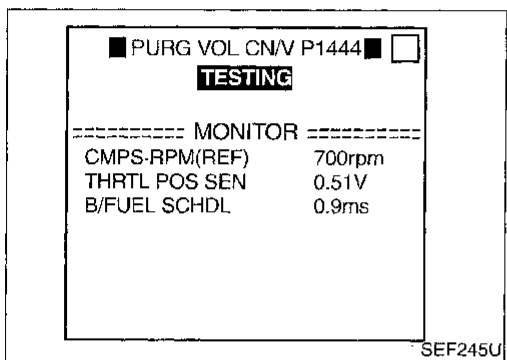 PURG VOL CN/V P1444
TESTING
MONITOR
CMPS-RPM(REF) 700rpm
THRTL POS SEN 0.51V
B/FUEL SCHDL 0.9ms
SEF245U